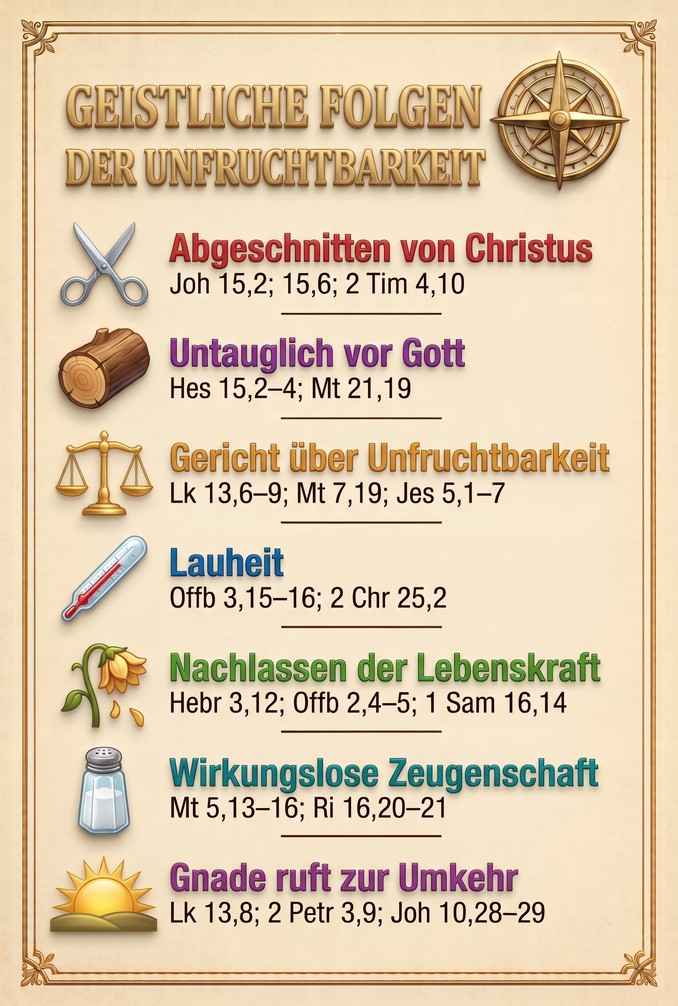 GEISTLICHE FOLGEN
DER UNFRUCHTBARKEIT
Abgeschnitten von Christus
Joh 15,2; 15,6; 2 Tim 4,10
Untauglich vor Gott
Hes 15,2–4; Mt 21,19
Gericht über Unfruchtbarkeit
Lk 13,6–9; Mt 7,19; Jes 5,1–7
Lauheit
Offb 3,15–16; 2 Chr 25,2
Nachlassen der Lebenskraft
Hebr 3,12; Offb 2,4–5; 1 Sam 16,14
Wirkungslose Zeugenschaft
Mt 5,13–16; Ri 16,20–21
Gnade ruft zur Umkehr
Lk 13,8; 2 Petr 3,9; Joh 10,28–29